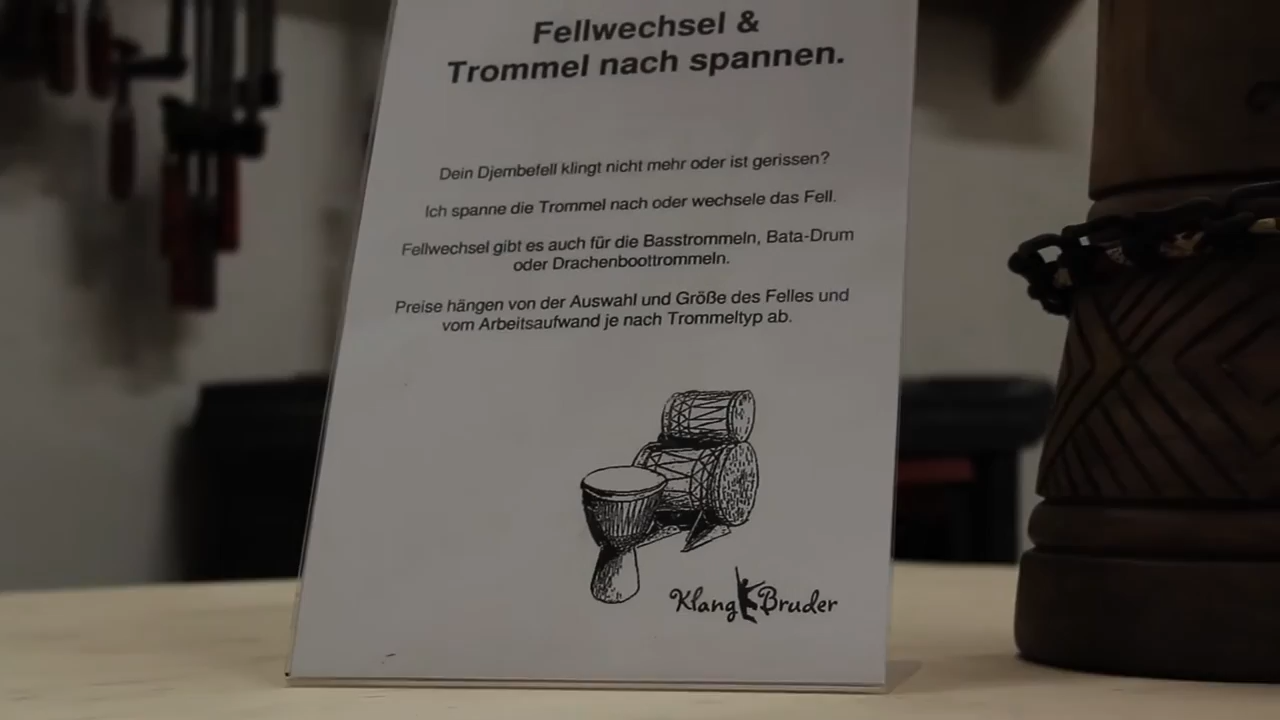 Fellwechsel &
Trommel nach spannen.
Dein Djembefell klingt nicht mehr oder ist gerissen?
Ich spanne die Trommel nach oder wechsele das Fell.
Fellwechsel gibt es auch für die Basstrommeln, Bata-Drum
oder Drachenboottrommeln.
Preise hängen von der Auswahl und Größe des Felles und
vom Arbeitsaufwand je nach Trommeltyp ab.
Klang Bruder